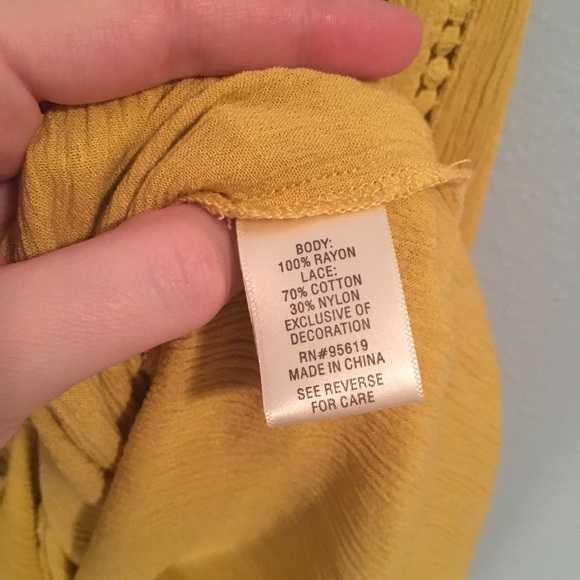 BODY:
100% RAYON
LACE:
70% COTTON
30% NYLON
EXCLUSIVE OF
DECORATION
RN#95619
MADE IN CHINA
SEE REVERSE
FOR CARE